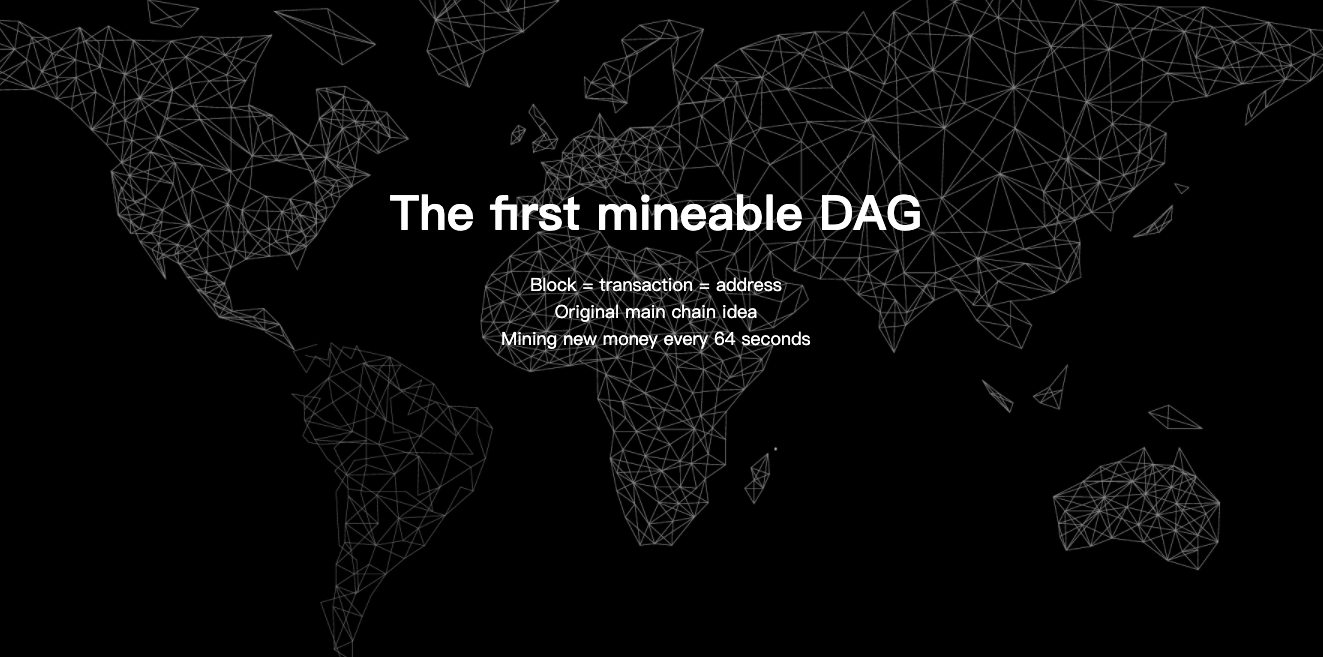 The first mineable DAG
Block = transaction = address
Original main chain idea
Mining new money every 64 seconds